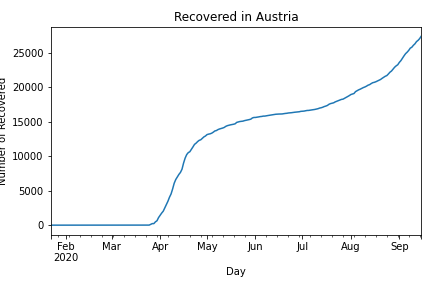 Recovered in Austria
Number of Recovered
25000
20000
15000
10000
5000
0
Feb Mar Apr May Jun Jul Aug Sep
2020
Day